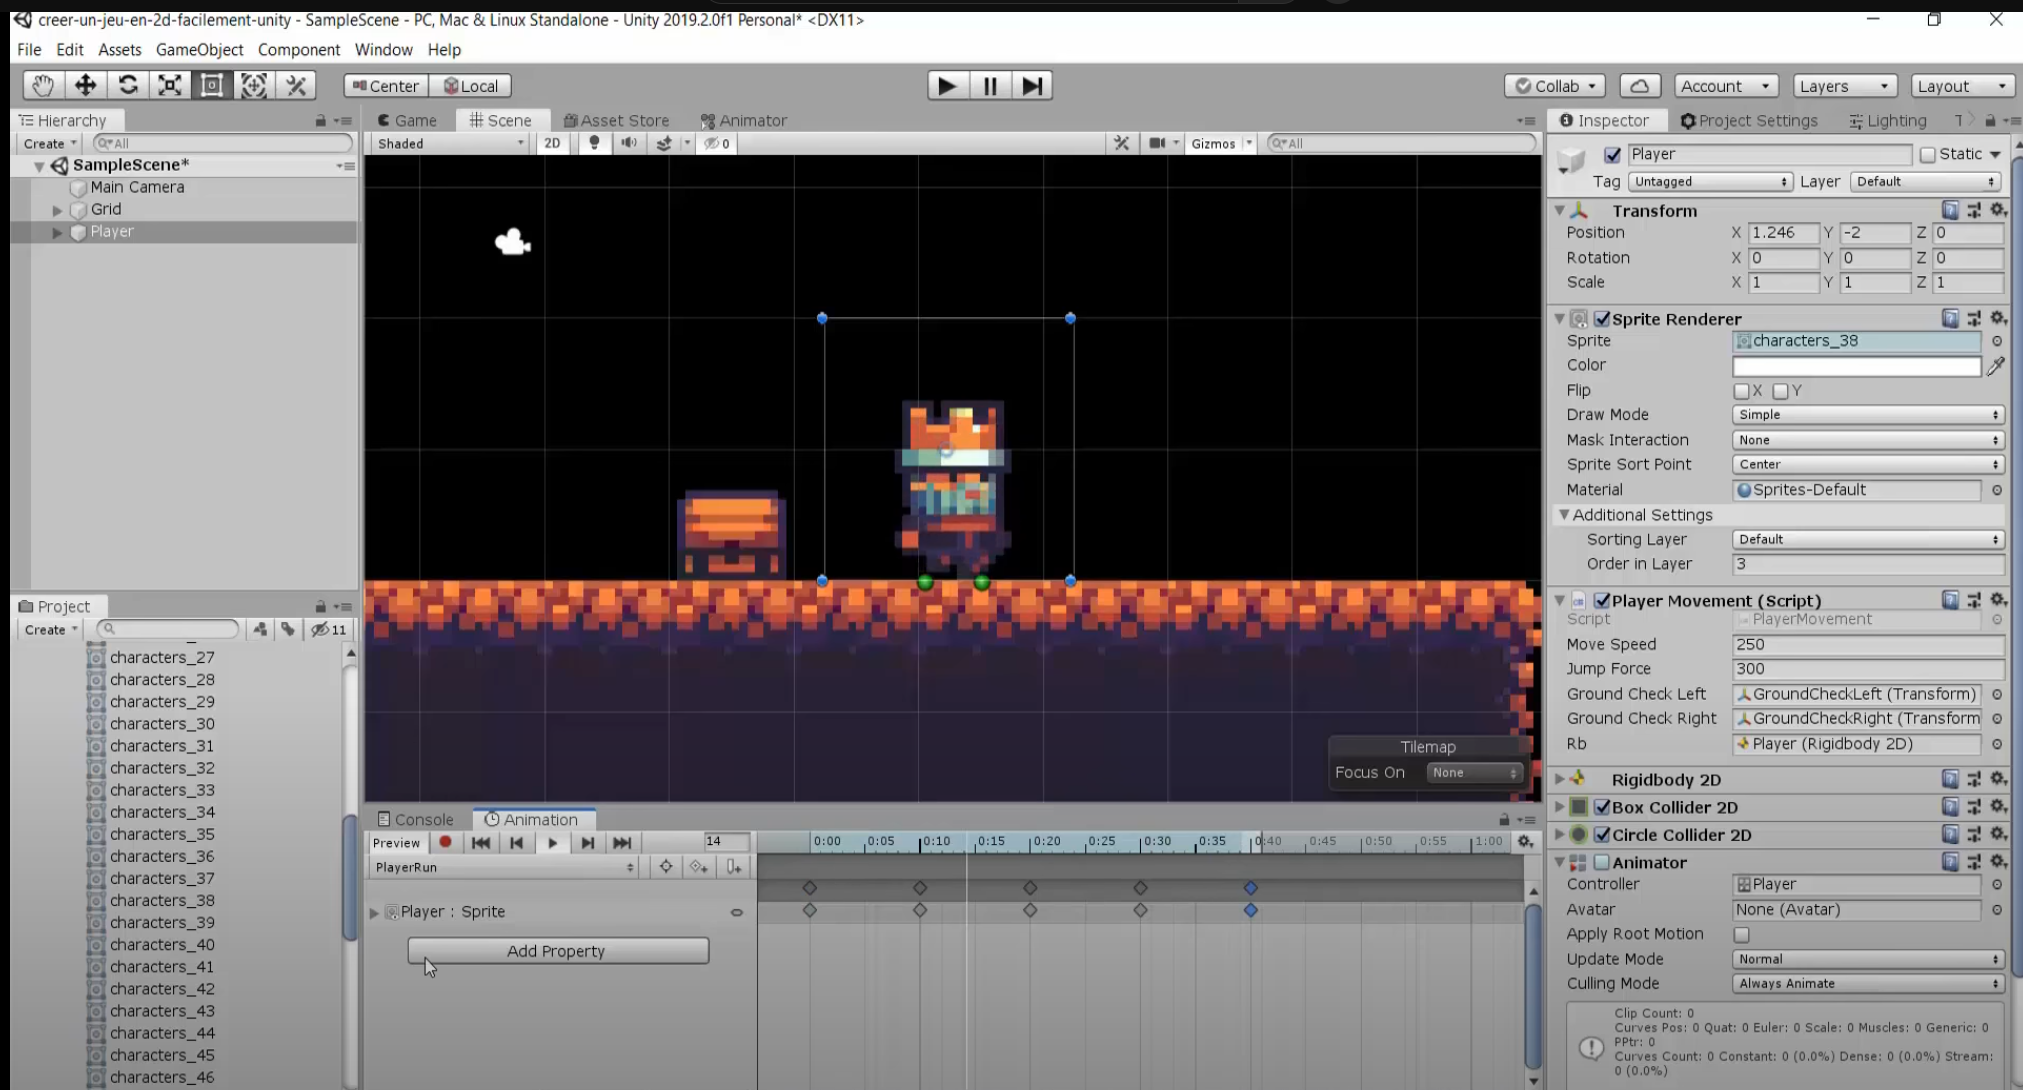 creer-un-jeu-en-2d-facilement-unity - SampleScene - PC, Mac & Linux Standalone - Unity 2019.2.0f1 Personal* <DX11>
File Edit Assets GameObject Component Window Help
Center Local Collab Account Layers Layout
Hierarchy
Create All
SampleScene*
Main Camera
Grid
Player
Game Scene Asset Store Animator
Shaded 2D 0 Gizmos All
Tilemap
Focus On None
Project
Create 11
characters_27
characters_28
characters_29
characters_30
characters_31
characters_32
characters_33
characters_34
characters_35
characters_36
characters_37
characters_38
characters_39
characters_40
characters_41
characters_42
characters_43
characters_44
characters_45
characters_46
Console Animation
Preview 14 0:00 0:05 0:10 0:15 0:20 0:25 0:30 0:35 0:40 0:45 0:50 0:55 1:00
PlayerRun
Player : Sprite
Add Property
Inspector Project Settings Lighting T
Player Static
Tag Untagged Layer Default
Transform
Position X 1.246 Y -2 Z 0
Rotation X 0 Y 0 Z 0
Scale X 1 Y 1 Z 1
Sprite Renderer
Sprite characters_38
Color
Flip X Y
Draw Mode Simple
Mask Interaction None
Sprite Sort Point Center
Material Sprites-Default
Additional Settings
Sorting Layer Default
Order in Layer 3
Player Movement (Script)
Script PlayerMovement
Move Speed 250
Jump Force 300
Ground Check Left GroundCheckLeft (Transform)
Ground Check Right GroundCheckRight (Transform
Rb Player (Rigidbody 2D)
Rigidbody 2D
Box Collider 2D
Circle Collider 2D
Animator
Controller Player
Avatar None (Avatar)
Apply Root Motion
Update Mode Normal
Culling Mode Always Animate
Clip Count: 0
Curves Pos: 0 Quat: 0 Euler: 0 Scale: 0 Muscles: 0 Generic: 0
PPtr: 0
Curves Count: 0 Constant: 0 (0.0%) Dense: 0 (0.0%) Stream:
0 (0.0%)